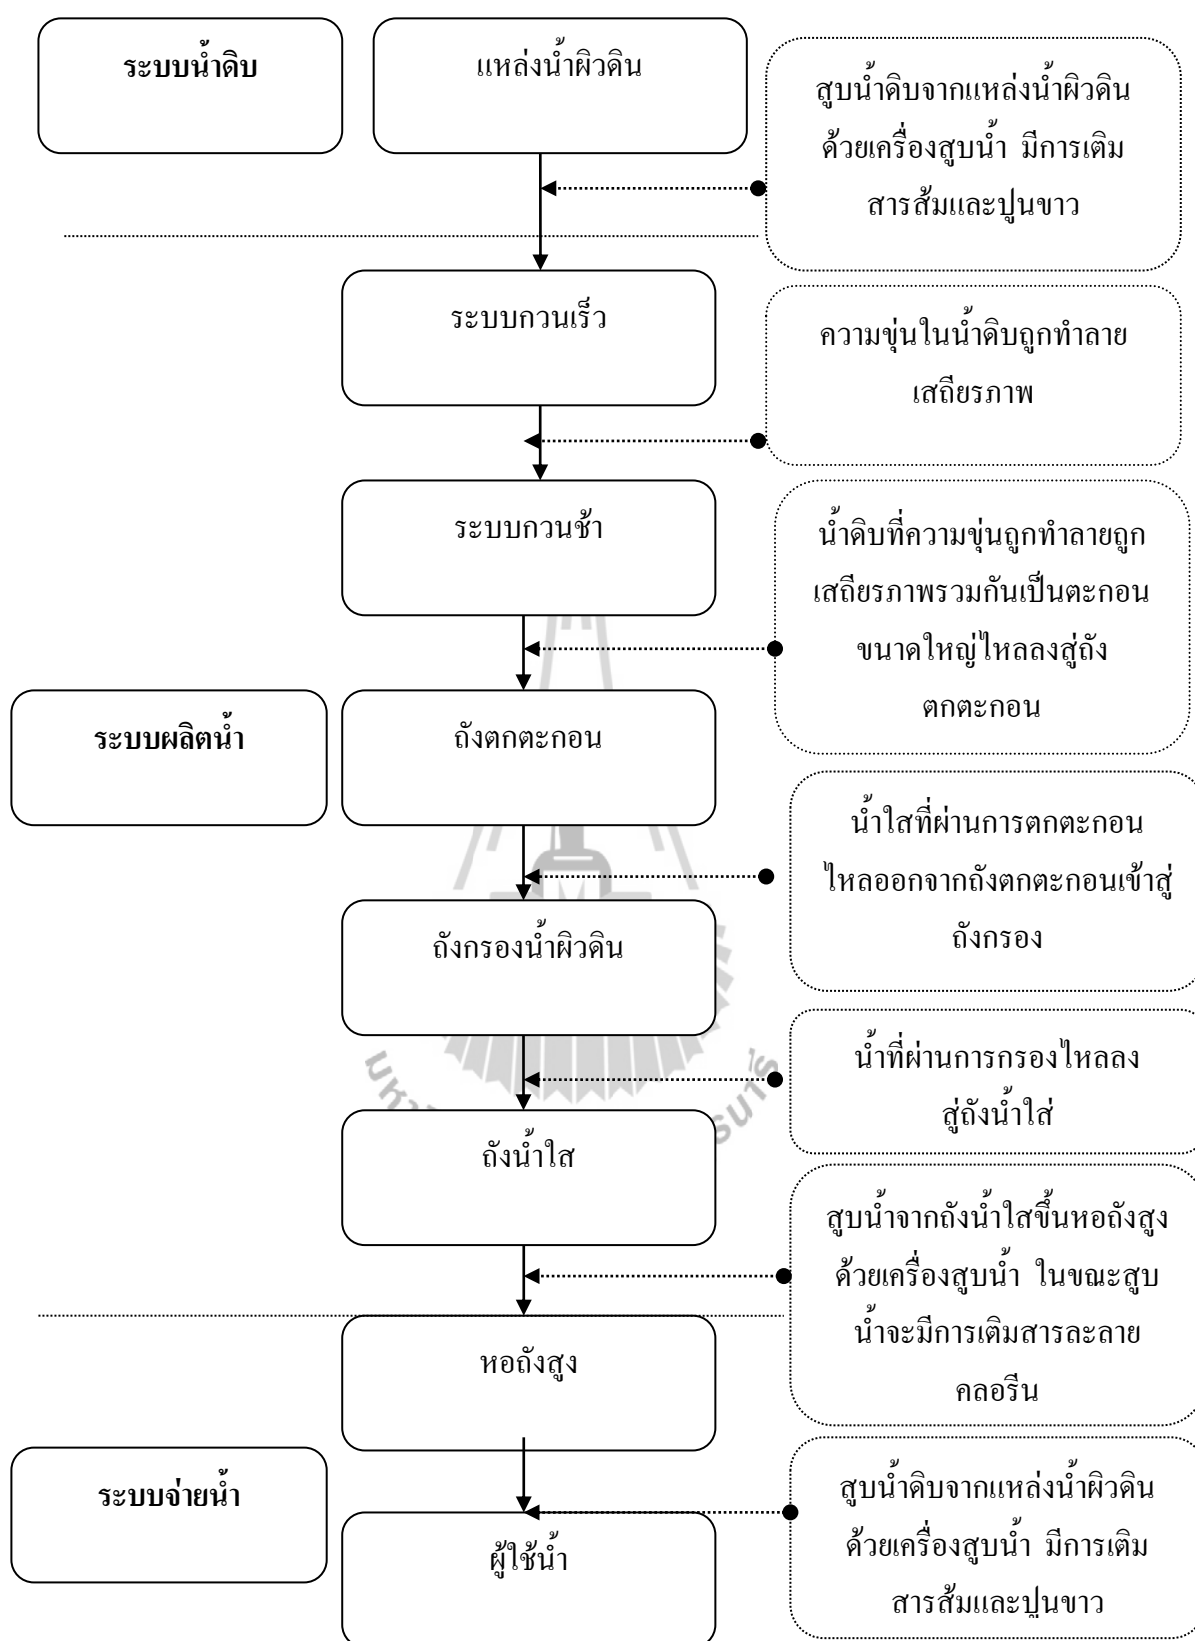 ระบบน้ำดิบ
แหล่งน้ำผิวดิน
สูบน้ำดิบจากแหล่งน้ำผิวดิน
ด้วยเครื่องสูบน้ำ มีการเติม
สารส้มและปูนขาว
ระบบกวนเร็ว
ความขุ่นในน้ำดิบถูกทำลาย
เสถียรภาพ
ระบบกวนช้า
น้ำดิบที่ความขุ่นถูกทำลายถูก
เสถียรภาพรวมกันเป็นตะกอน
ขนาดใหญ่ไหลลงสู่ถัง
ตกตะกอน
ระบบผลิตน้ำ
ถังตกตะกอน
น้ำใสที่ผ่านการตกตะกอน
ไหลออกจากถังตกตะกอนเข้าสู่
ถังกรอง
ถังกรองน้ำผิวดิน
น้ำที่ผ่านการกรองไหลลง
สู่ถังน้ำใส่
ถังน้ำใส
สูบน้ำจากถังน้ำใสขึ้นหอถังสูง
ด้วยเครื่องสูบน้ำ ในขณะสูบ
น้ำจะมีการเติมสารละลาย
คลอรีน
หอถังสูง
ระบบจ่ายน้ำ
ผู้ใช้น้ำ
สูบน้ำดิบจากแหล่งน้ำผิวดิน
ด้วยเครื่องสูบน้ำ มีการเติม
สารส้มและปูนขาว